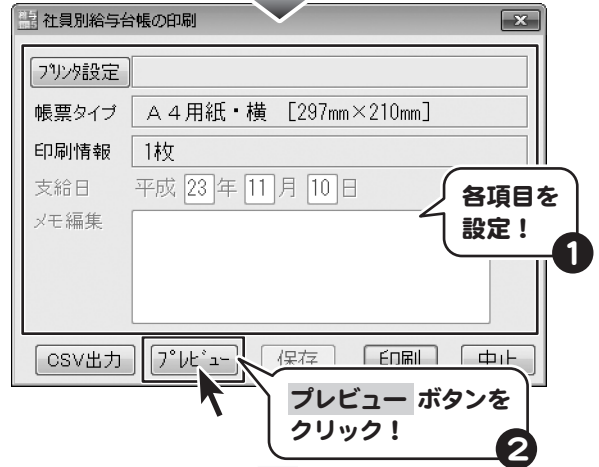 社員別給与台帳の印刷
プリンタ設定
帳票タイプ A4用紙・横 [297mm×210mm]
印刷情報 1枚
支給日 平成 23 年 11 月 10 日
メモ編集
各項目を
設定！
1
CSV出力 プレビュー 保存 印刷 中止
プレビュー ボタンを
クリック！
2